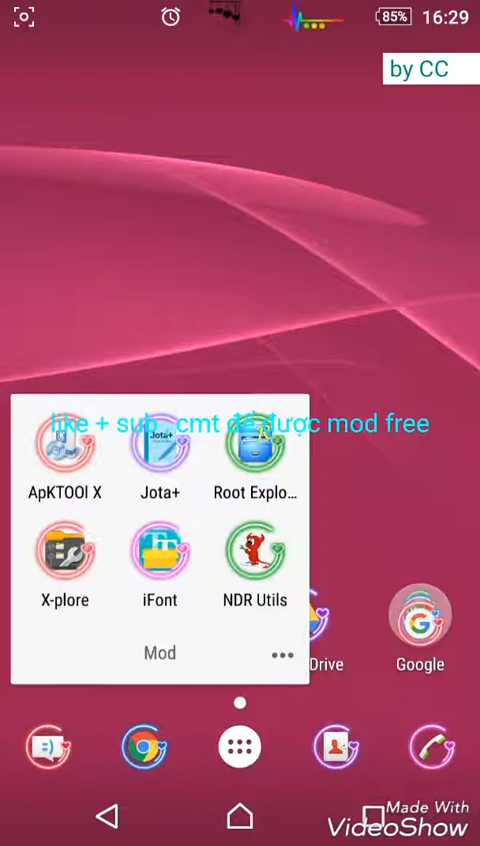 85%
16:29
by CC
like + sub , cmt để được mod free
ApKTOOl X
Jota+
Jota+
Root Explo...
X-plore
iFont
NDR Utils
Mod
Drive
Google
Made With
VideoShow